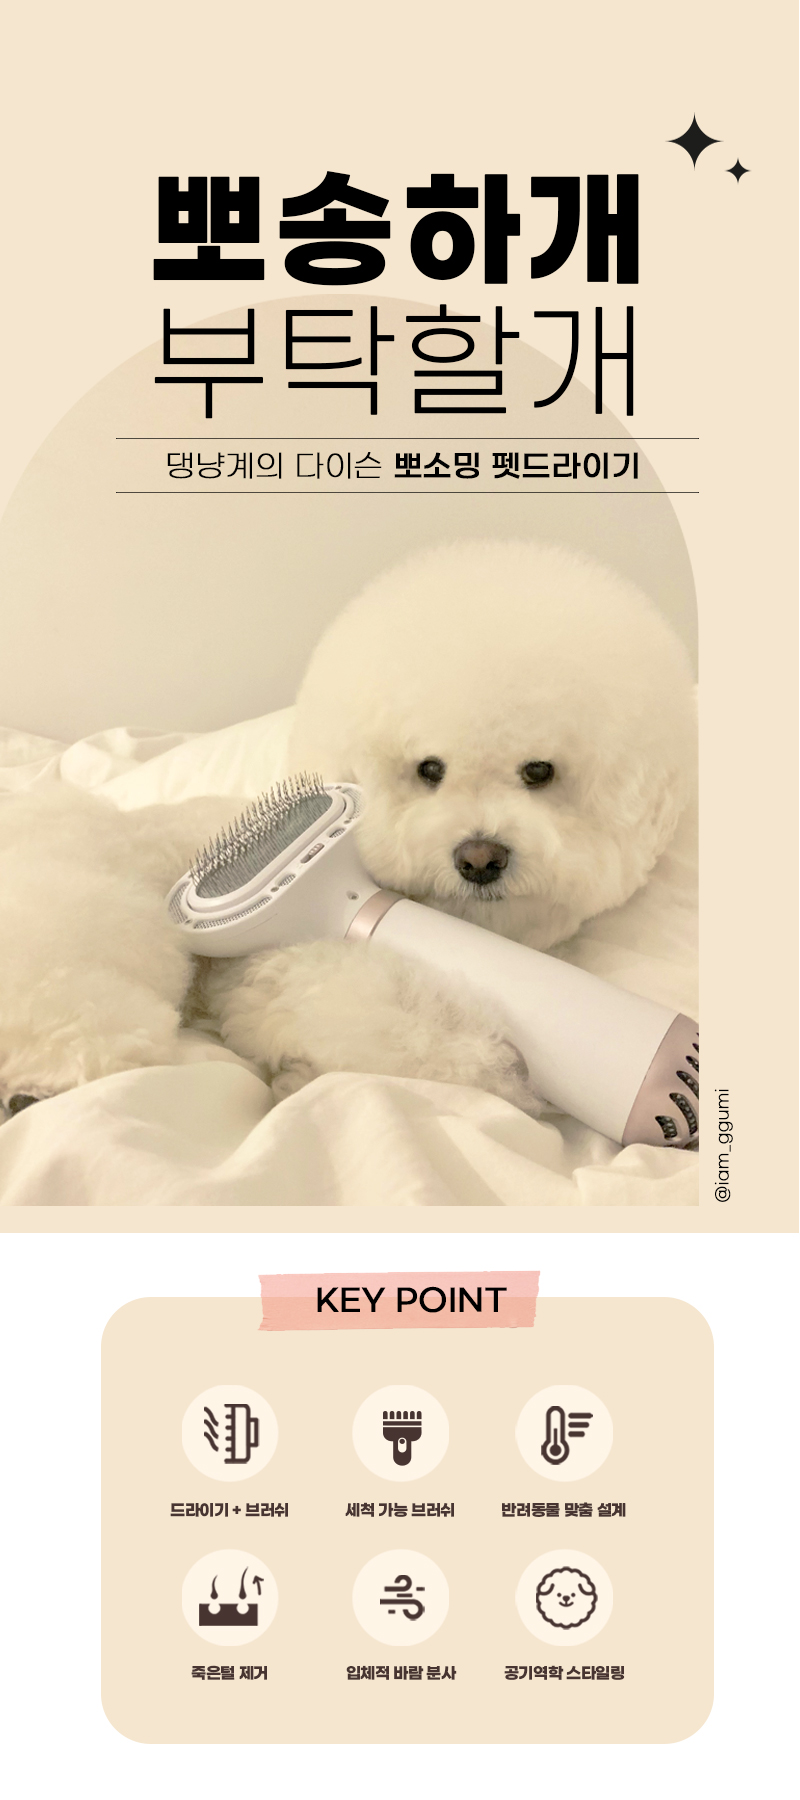 뽀송하개
부탁할개
댕냥계의 다이슨 뽀소밍 펫드라이기
@iam_ggumi
KEY POINT
드라이기 + 브러쉬
세척 가능 브러쉬
반려동물 맞춤 설계
죽은털 제거
입체적 바람 분사
공기역학 스타일링